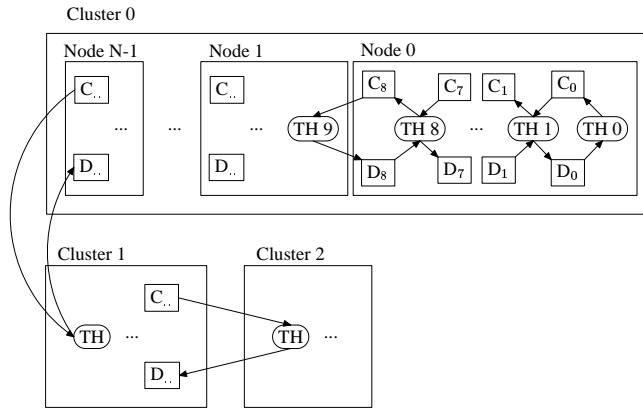 Cluster 0
Node N-1
Node 1
Node 0
C..
C..
C8
C7
C1
C0
...
...
...
TH 9
TH 8
...
TH 1
TH 0
D..
D..
D8
D7
D1
D0
Cluster 1
Cluster 2
C..
TH
...
TH
...
D..